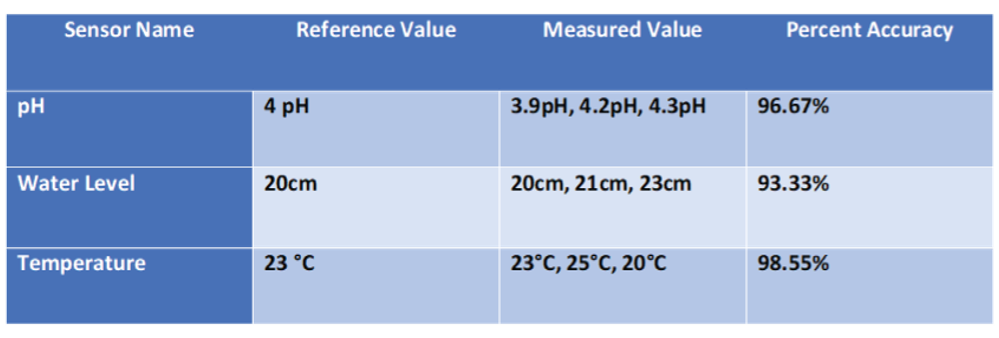 Sensor Name Reference Value Measured Value Percent Accuracy
pH 4 pH 3.9pH, 4.2pH, 4.3pH 96.67%
Water Level 20cm 20cm, 21cm, 23cm 93.33%
Temperature 23 °C 23°C, 25°C, 20°C 98.55%